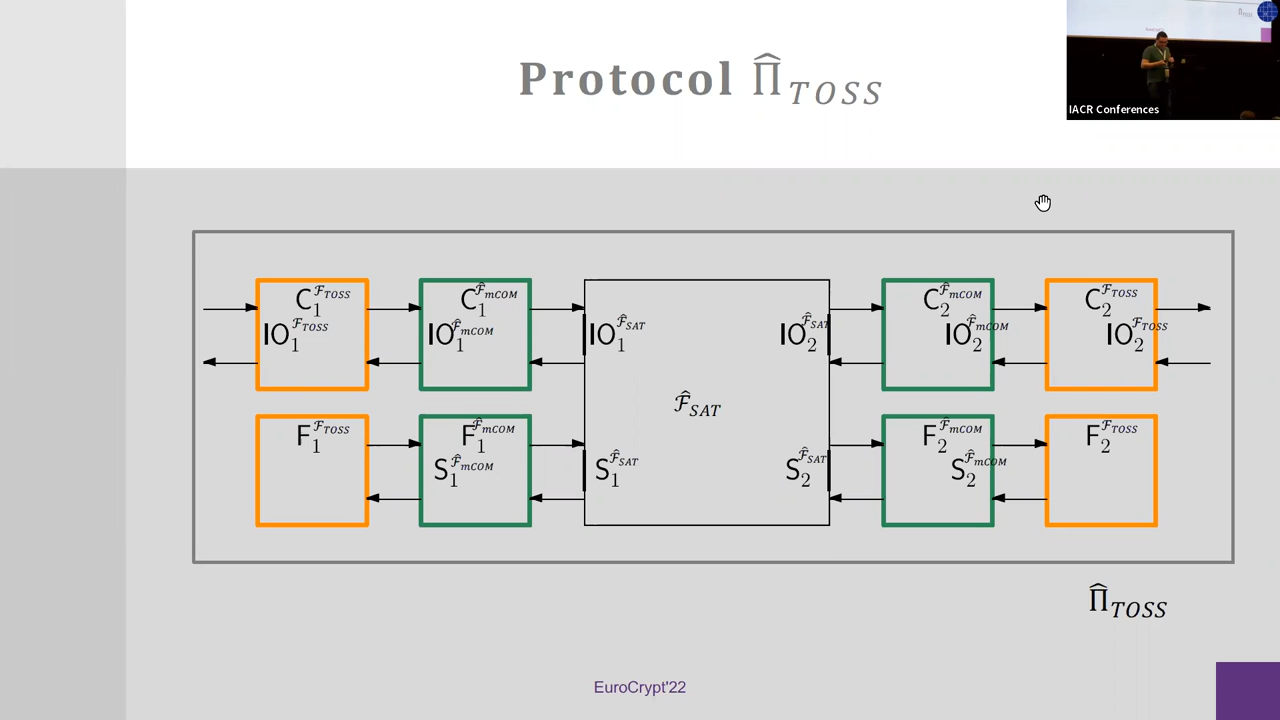 Protocol Π̂_TOSS
IACR Conferences
C_1^{ℱ_TOSS}
IO_1^{ℱ_TOSS}
C_1^{ℱ̂_mCOM}
IO_1^{ℱ̂_mCOM}
IO_1^{ℱ̂_SAT}
IO_2^{ℱ̂_SAT}
C_2^{ℱ̂_mCOM}
IO_2^{ℱ̂_mCOM}
C_2^{ℱ_TOSS}
IO_2^{ℱ_TOSS}
ℱ̂_SAT
F_1^{ℱ_TOSS}
F_1^{ℱ̂_mCOM}
S_1^{ℱ̂_mCOM}
S_1^{ℱ̂_SAT}
S_2^{ℱ̂_SAT}
F_2^{ℱ̂_mCOM}
S_2^{ℱ̂_mCOM}
F_2^{ℱ_TOSS}
Π̂_TOSS
EuroCrypt'22